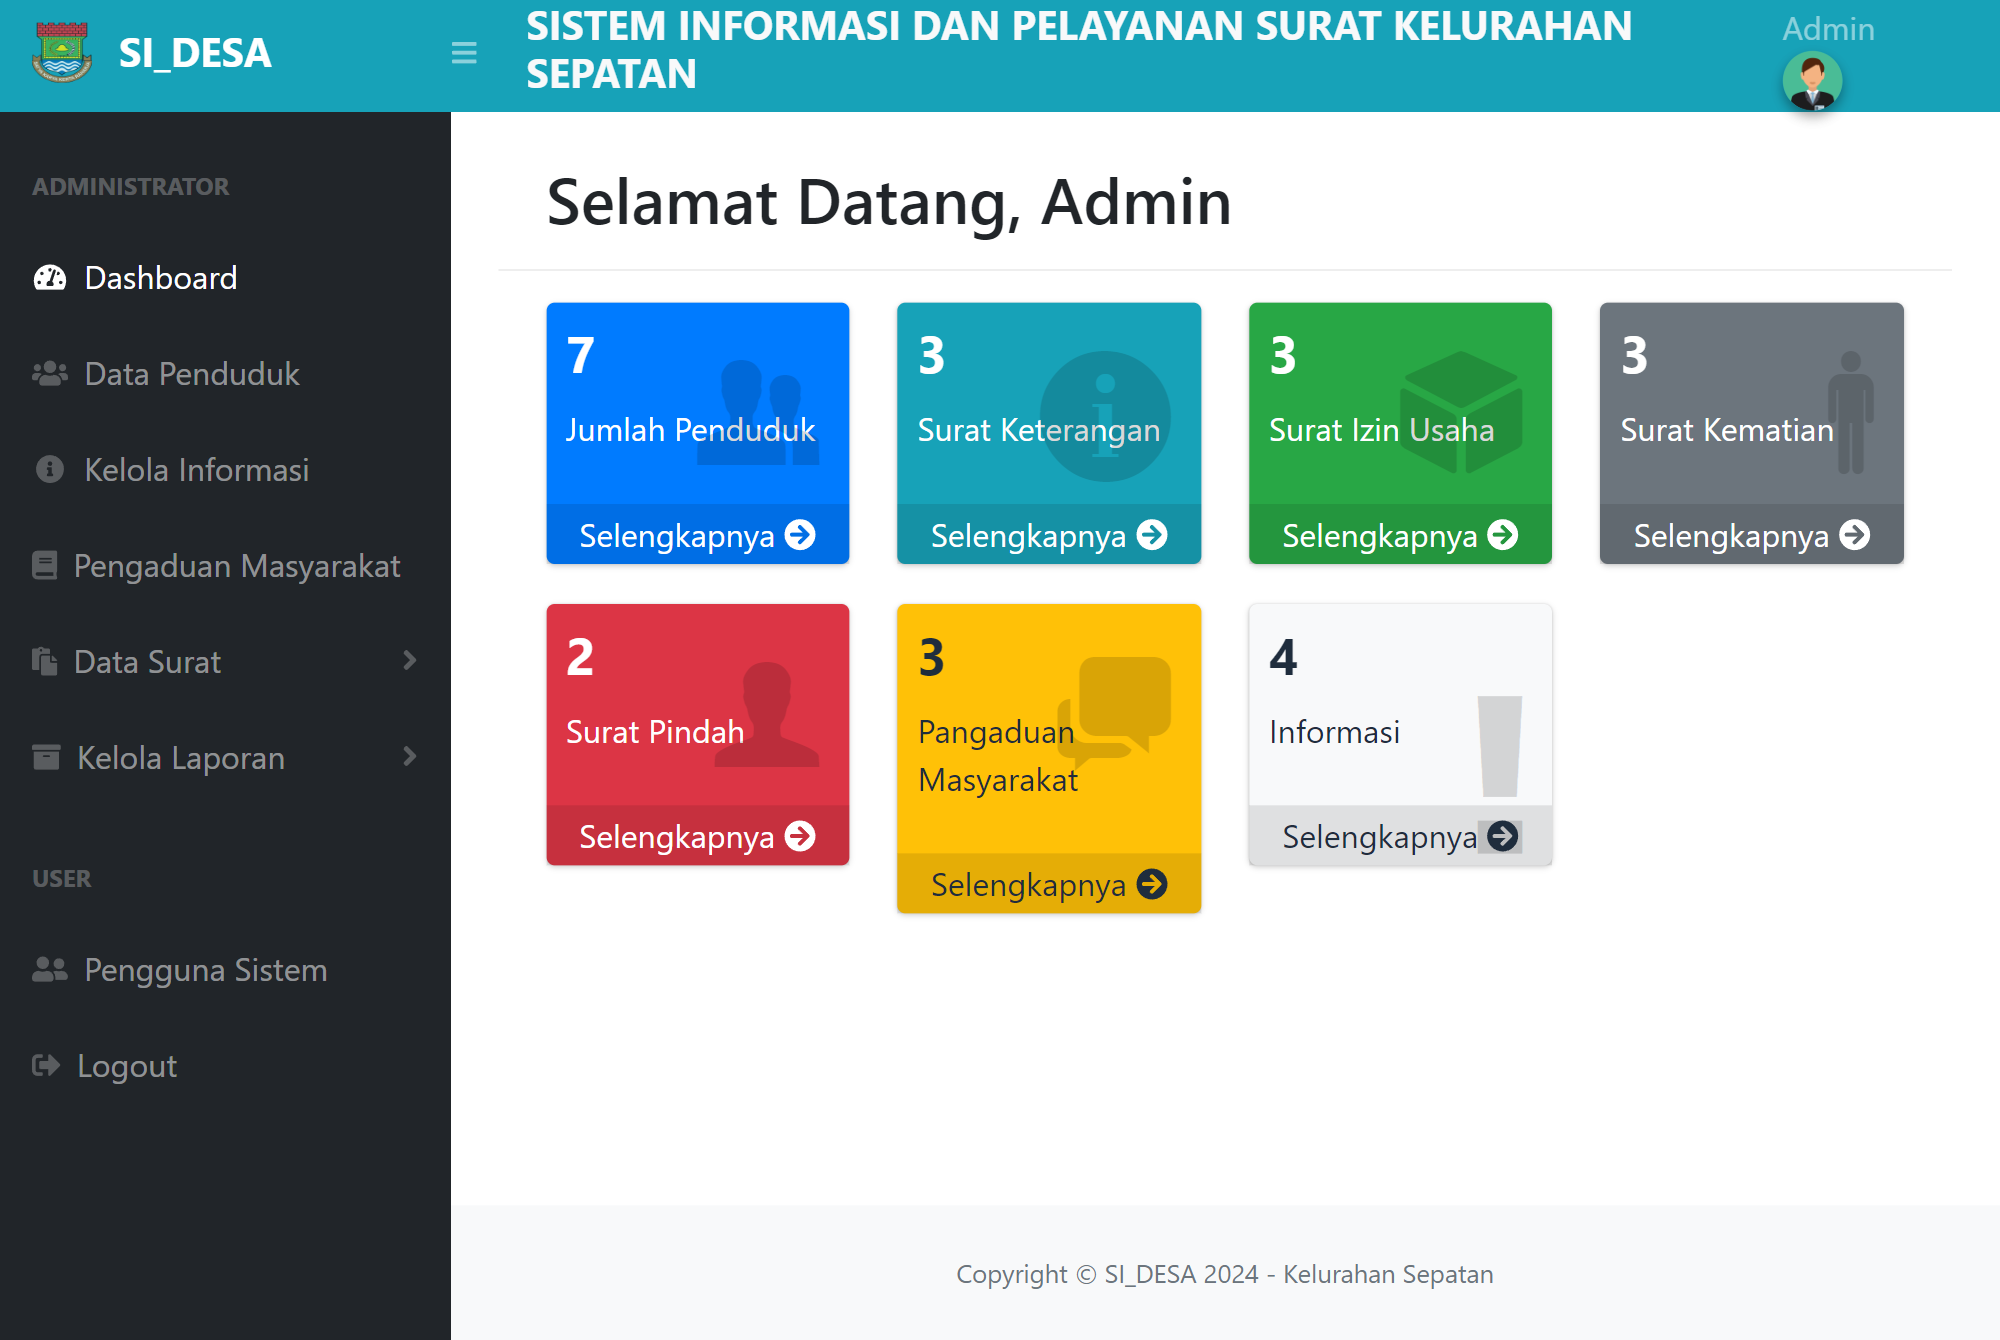 SI_DESA
SISTEM INFORMASI DAN PELAYANAN SURAT KELURAHAN
SEPATAN
Admin
ADMINISTRATOR
Dashboard
Data Penduduk
Kelola Informasi
Pengaduan Masyarakat
Data Surat
Kelola Laporan
USER
Pengguna Sistem
Logout
Selamat Datang, Admin
7
Jumlah Penduduk
Selengkapnya
3
Surat Keterangan
Selengkapnya
3
Surat Izin Usaha
Selengkapnya
3
Surat Kematian
Selengkapnya
2
Surat Pindah
Selengkapnya
3
Pangaduan
Masyarakat
Selengkapnya
4
Informasi
Selengkapnya
Copyright © SI_DESA 2024 - Kelurahan Sepatan